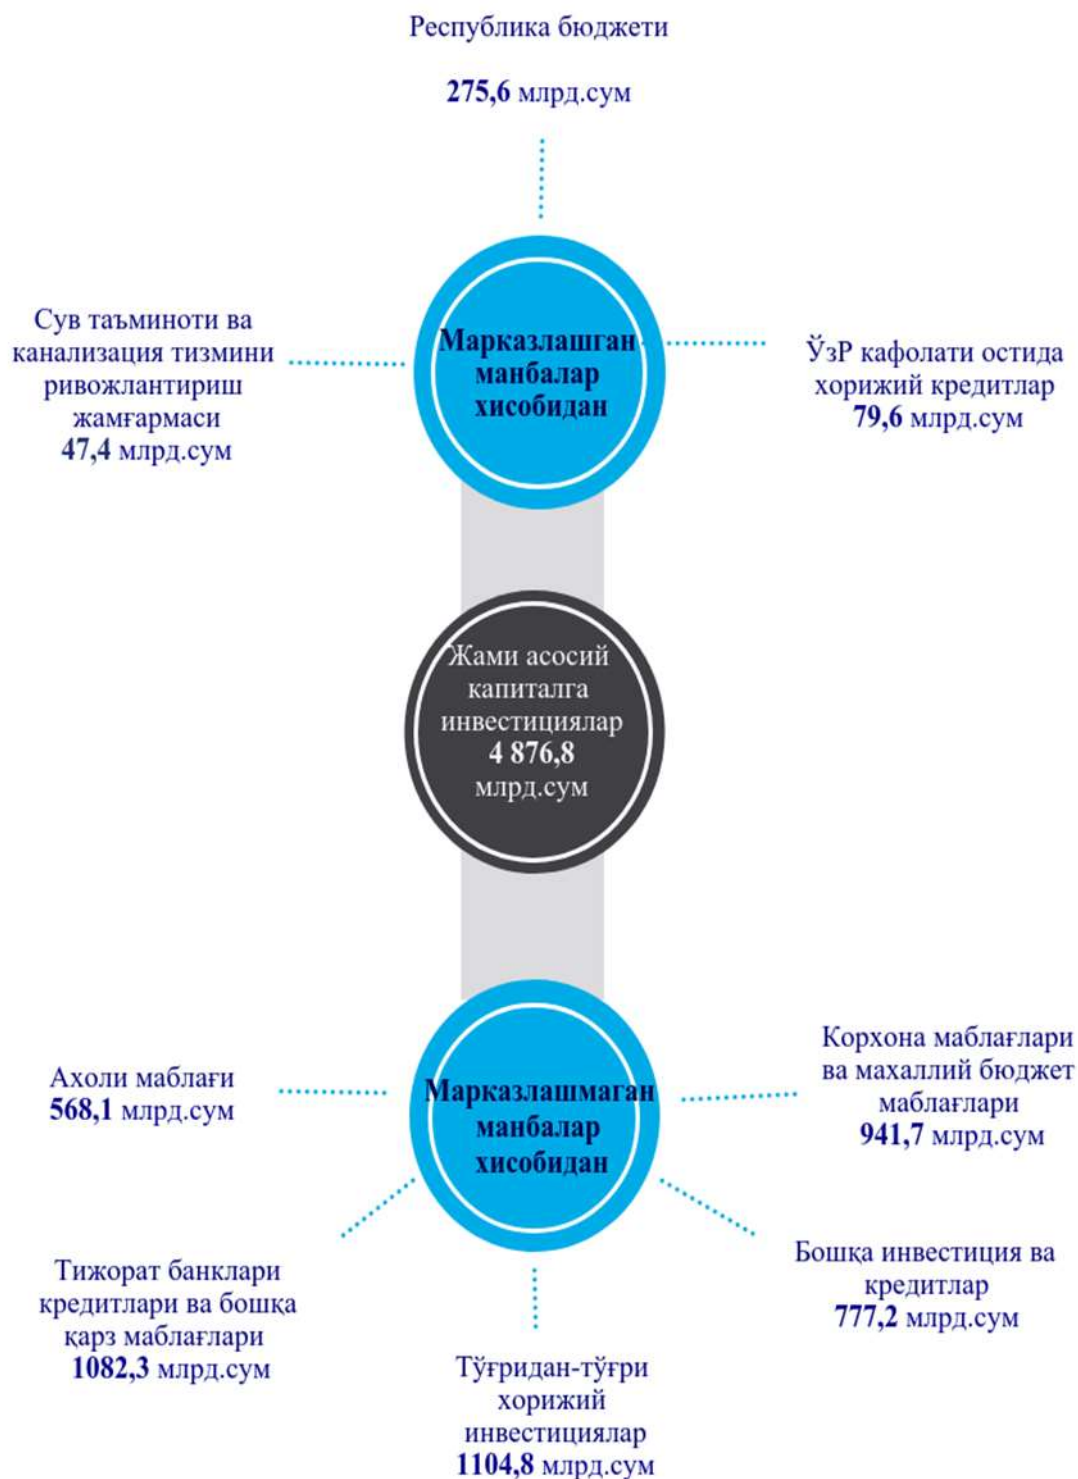 Республика бюджети
275,6 млрд.сум
Марказлашган
манбалар
хисобидан
Сув таъминоти ва
канализация тизмини
ривожлантириш
жамғармаси
47,4 млрд.сум
ЎзР кафолати остида
хорижий кредитлар
79,6 млрд.сум
Жами асосий
капиталга
инвестициялар
4 876,8
млрд.сум
Марказлашмаган
манбалар
хисобидан
Ахоли маблағи
568,1 млрд.сум
Корхона маблағлари
ва махаллий бюджет
маблағлари
941,7 млрд.сум
Тижорат банклари
кредитлари ва бошқа
қарз маблағлари
1082,3 млрд.сум
Бошқа инвестиция ва
кредитлар
777,2 млрд.сум
Тўғридан-тўғри
хорижий
инвестициялар
1104,8 млрд.сум